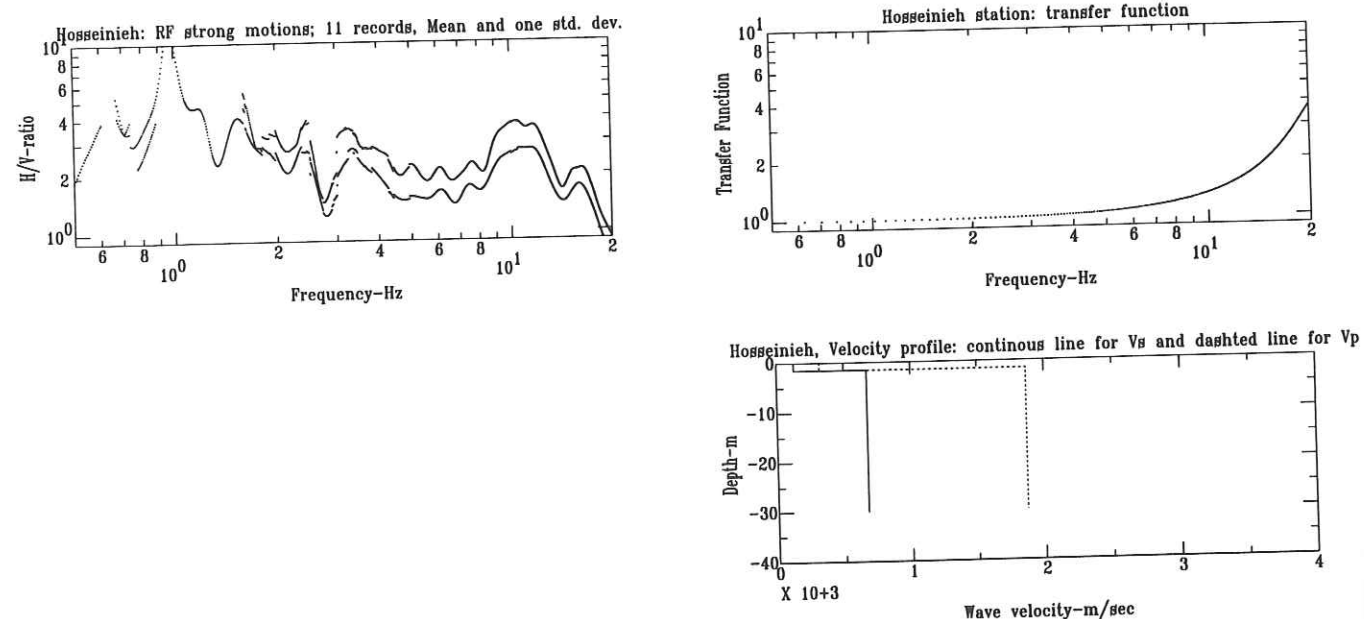 Hosseinieh: RF strong motions; 11 records, Mean and one std. dev.
10^1
8
6
4
2
10^0
H/V-ratio
6 8 2 4 6 8 2
10^0 10^1
Frequency-Hz
Hosseinieh station: transfer function
10^1
8
6
4
2
10^0
Transfer Function
6 8 2 4 6 8 2
10^0 10^1
Frequency-Hz
Hosseinieh, Velocity profile: continous line for Vs and dashted line for Vp
0
-10
-20
-30
-40
Depth-m
0 1 2 3 4
X 10+3
Wave velocity-m/sec